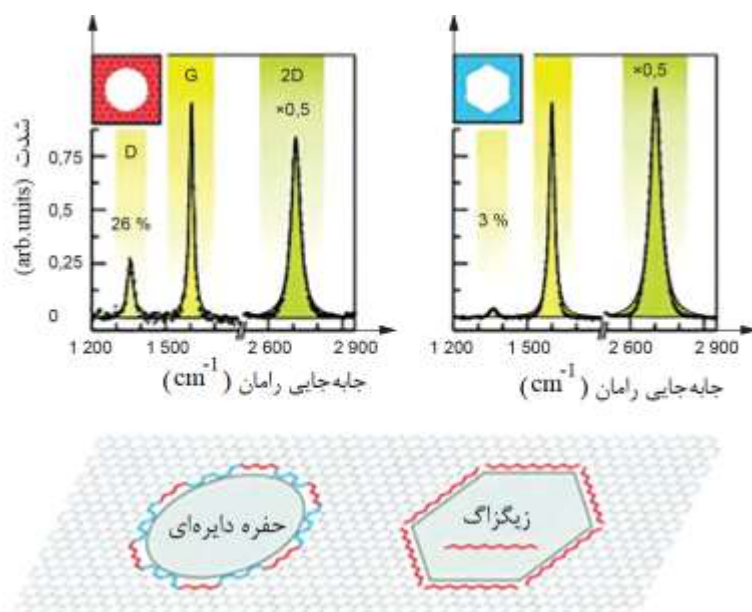 G
2D
×0,5
D
26 %
0,75
0,5
0,25
0
شدت (arb.units)
1 200
1 500
2 600
2 900
جابه‌جایی رامان (cm-1)
×0,5
3 %
1 200
1 500
2 600
2 900
جابه‌جایی رامان (cm-1)
حفره دایره‌ای
زیگزاگ